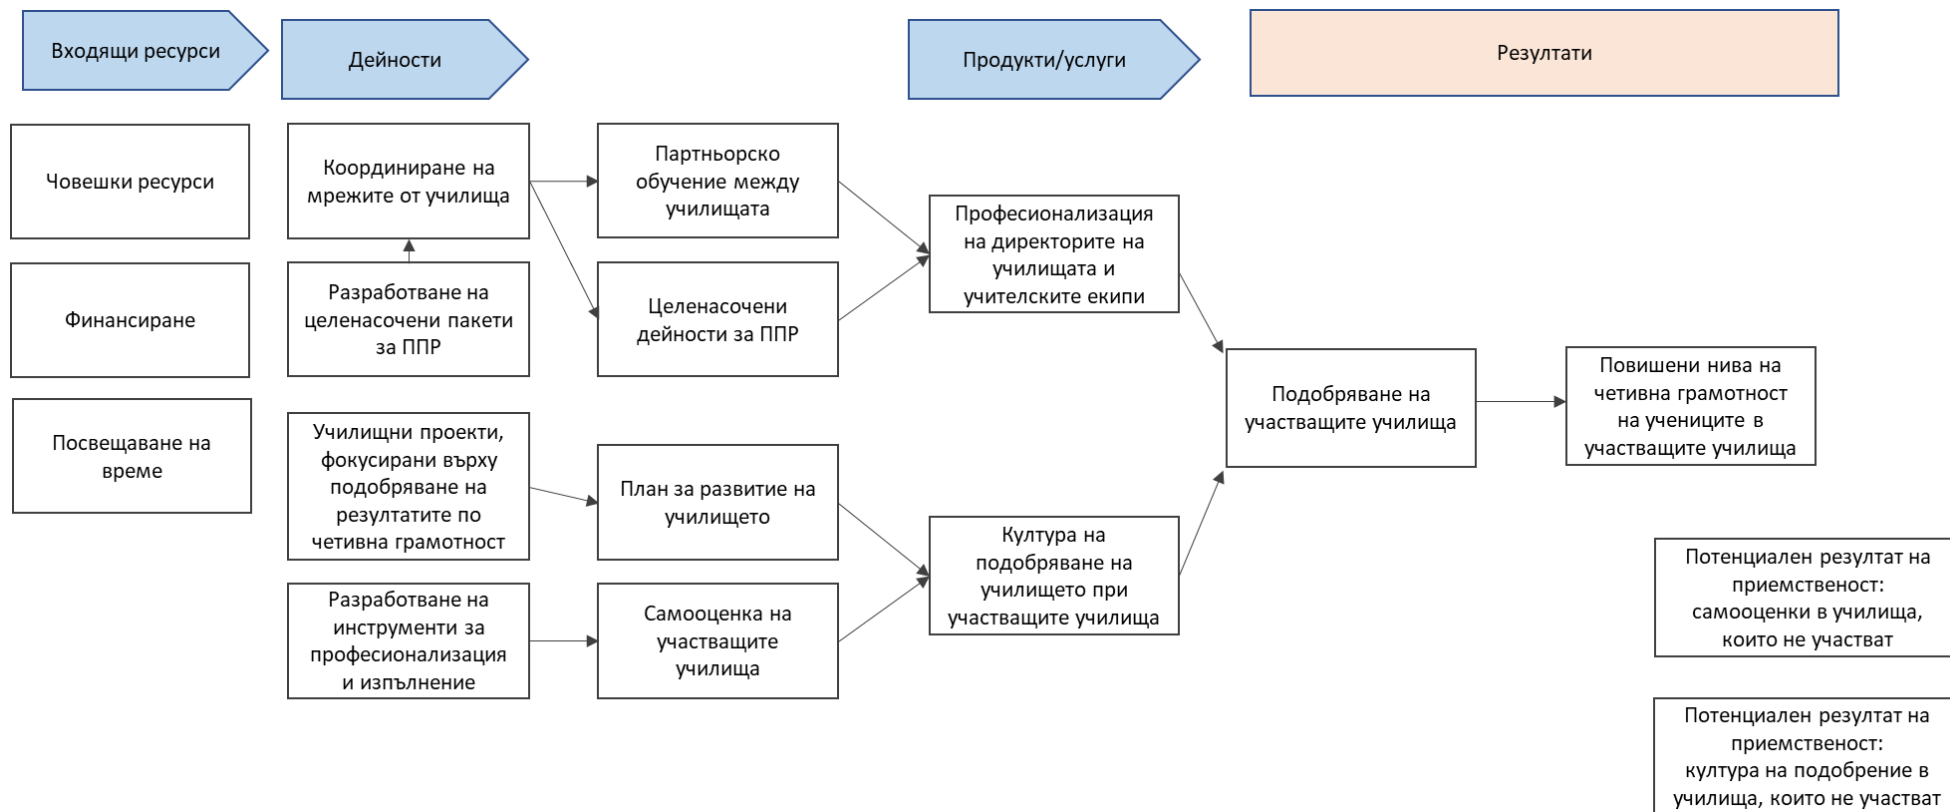 Входящи ресурси
Дейности
Продукти/услуги
Резултати
Човешки ресурси
Финансиране
Посвещаване на
време
Координиране на
мрежите от училища
Разработване на
целенасочени пакети
за ППР
Училищни проекти,
фокусирани върху
подобряване на
резултатите по
четивна грамотност
Разработване на
инструменти за
професионализация
и изпълнение
Партньорско
обучение между
училищата
Целенасочени
дейности за ППР
План за развитие на
училището
Самооценка на
участващите
училища
Професионализация
на директорите на
училищата и
учителските екипи
Култура на
подобряване на
училището при
участващите училища
Подобряване на
участващите училища
Повишени нива на
четивна грамотност
на учениците в
участващите училища
Потенциален резултат на
приемственост:
самооценки в училища,
които не участват
Потенциален резултат на
приемственост:
култура на подобрение в
училища, които не участват